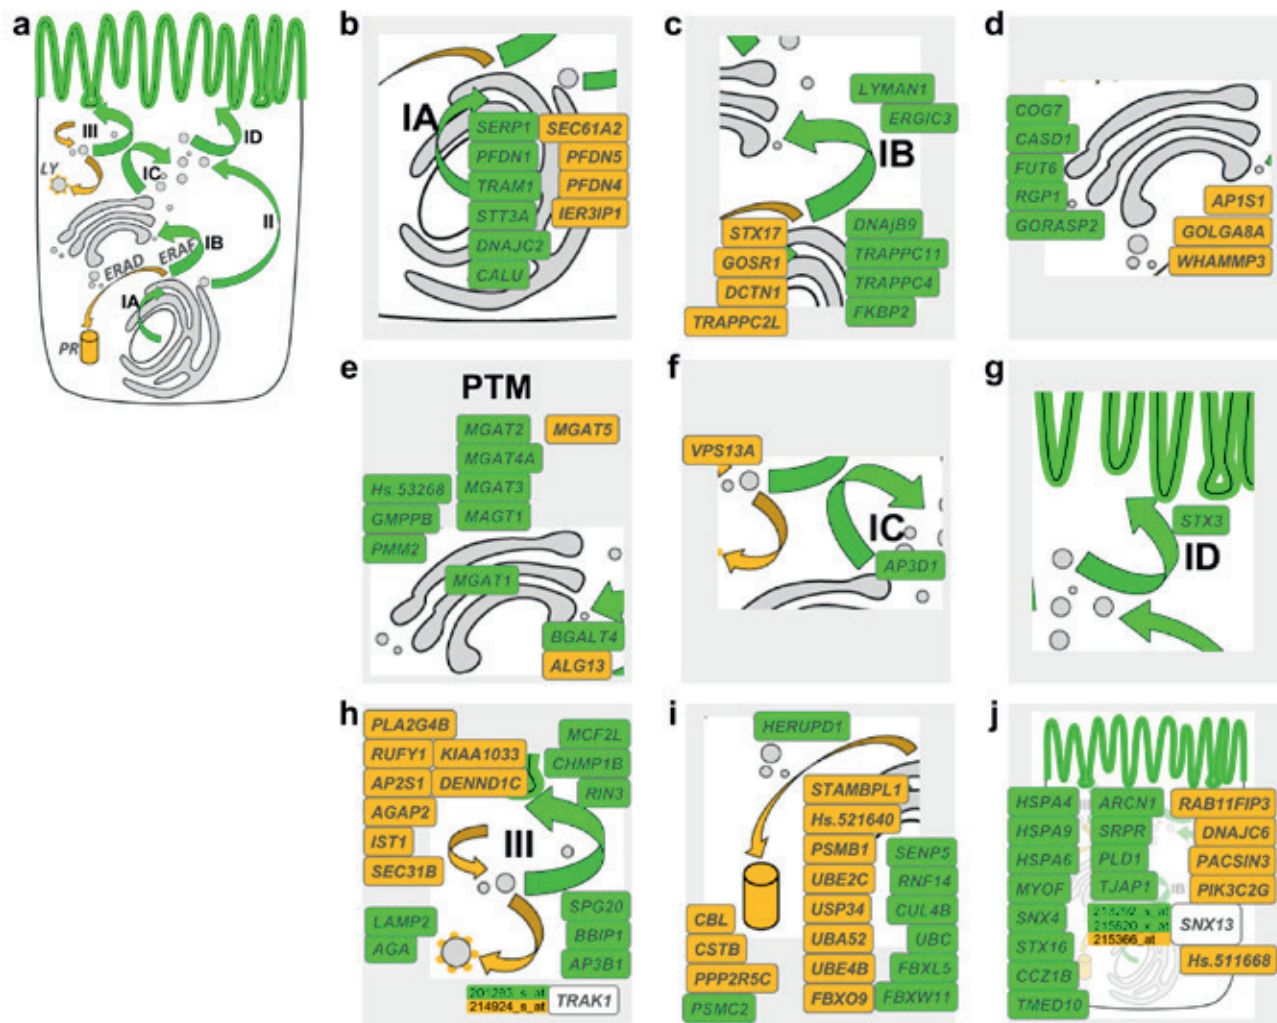 a
III
ID
LY
IC
II
IB
ERAD
ERAF
IA
PR
b
IA
SERP1
SEC61A2
PFDN1
PFDN5
TRAM1
PFDN4
STT3A
IER3IP1
DNAJC2
CALU
c
LYMAN1
ERGIC3
IB
STX17
DNAjB9
GOSR1
TRAPPC11
DCTN1
TRAPPC4
TRAPPC2L
FKBP2
d
COG7
CASD1
FUT6
RGP1
AP1S1
GORASP2
GOLGA8A
WHAMMP3
e
PTM
MGAT2
MGAT5
MGAT4A
Hs.53268
MGAT3
GMPPB
MAGT1
PMM2
MGAT1
BGALT4
ALG13
f
VPS13A
IC
AP3D1
g
STX3
ID
h
PLA2G4B
MCF2L
RUFY1
KIAA1033
CHMP1B
AP2S1
DENND1C
RIN3
AGAP2
IST1
III
SEC31B
SPG20
LAMP2
BBIP1
AGA
AP3B1
201283_s_at
214924_s_at
TRAK1
i
HERUPD1
STAMBPL1
Hs.521640
PSMB1
SENP5
UBE2C
RNF14
CBL
USP34
CUL4B
CSTB
UBA52
UBC
PPP2R5C
UBE4B
FBXL5
PSMC2
FBXO9
FBXW11
j
HSPA4
ARCN1
RAB11FIP3
HSPA9
SRPR
DNAJC6
HSPA6
PLD1
PACSIN3
MYOF
TJAP1
IB
PIK3C2G
SNX4
215366_at
SNX13
STX16
Hs.511668
CCZ1B
TMED10